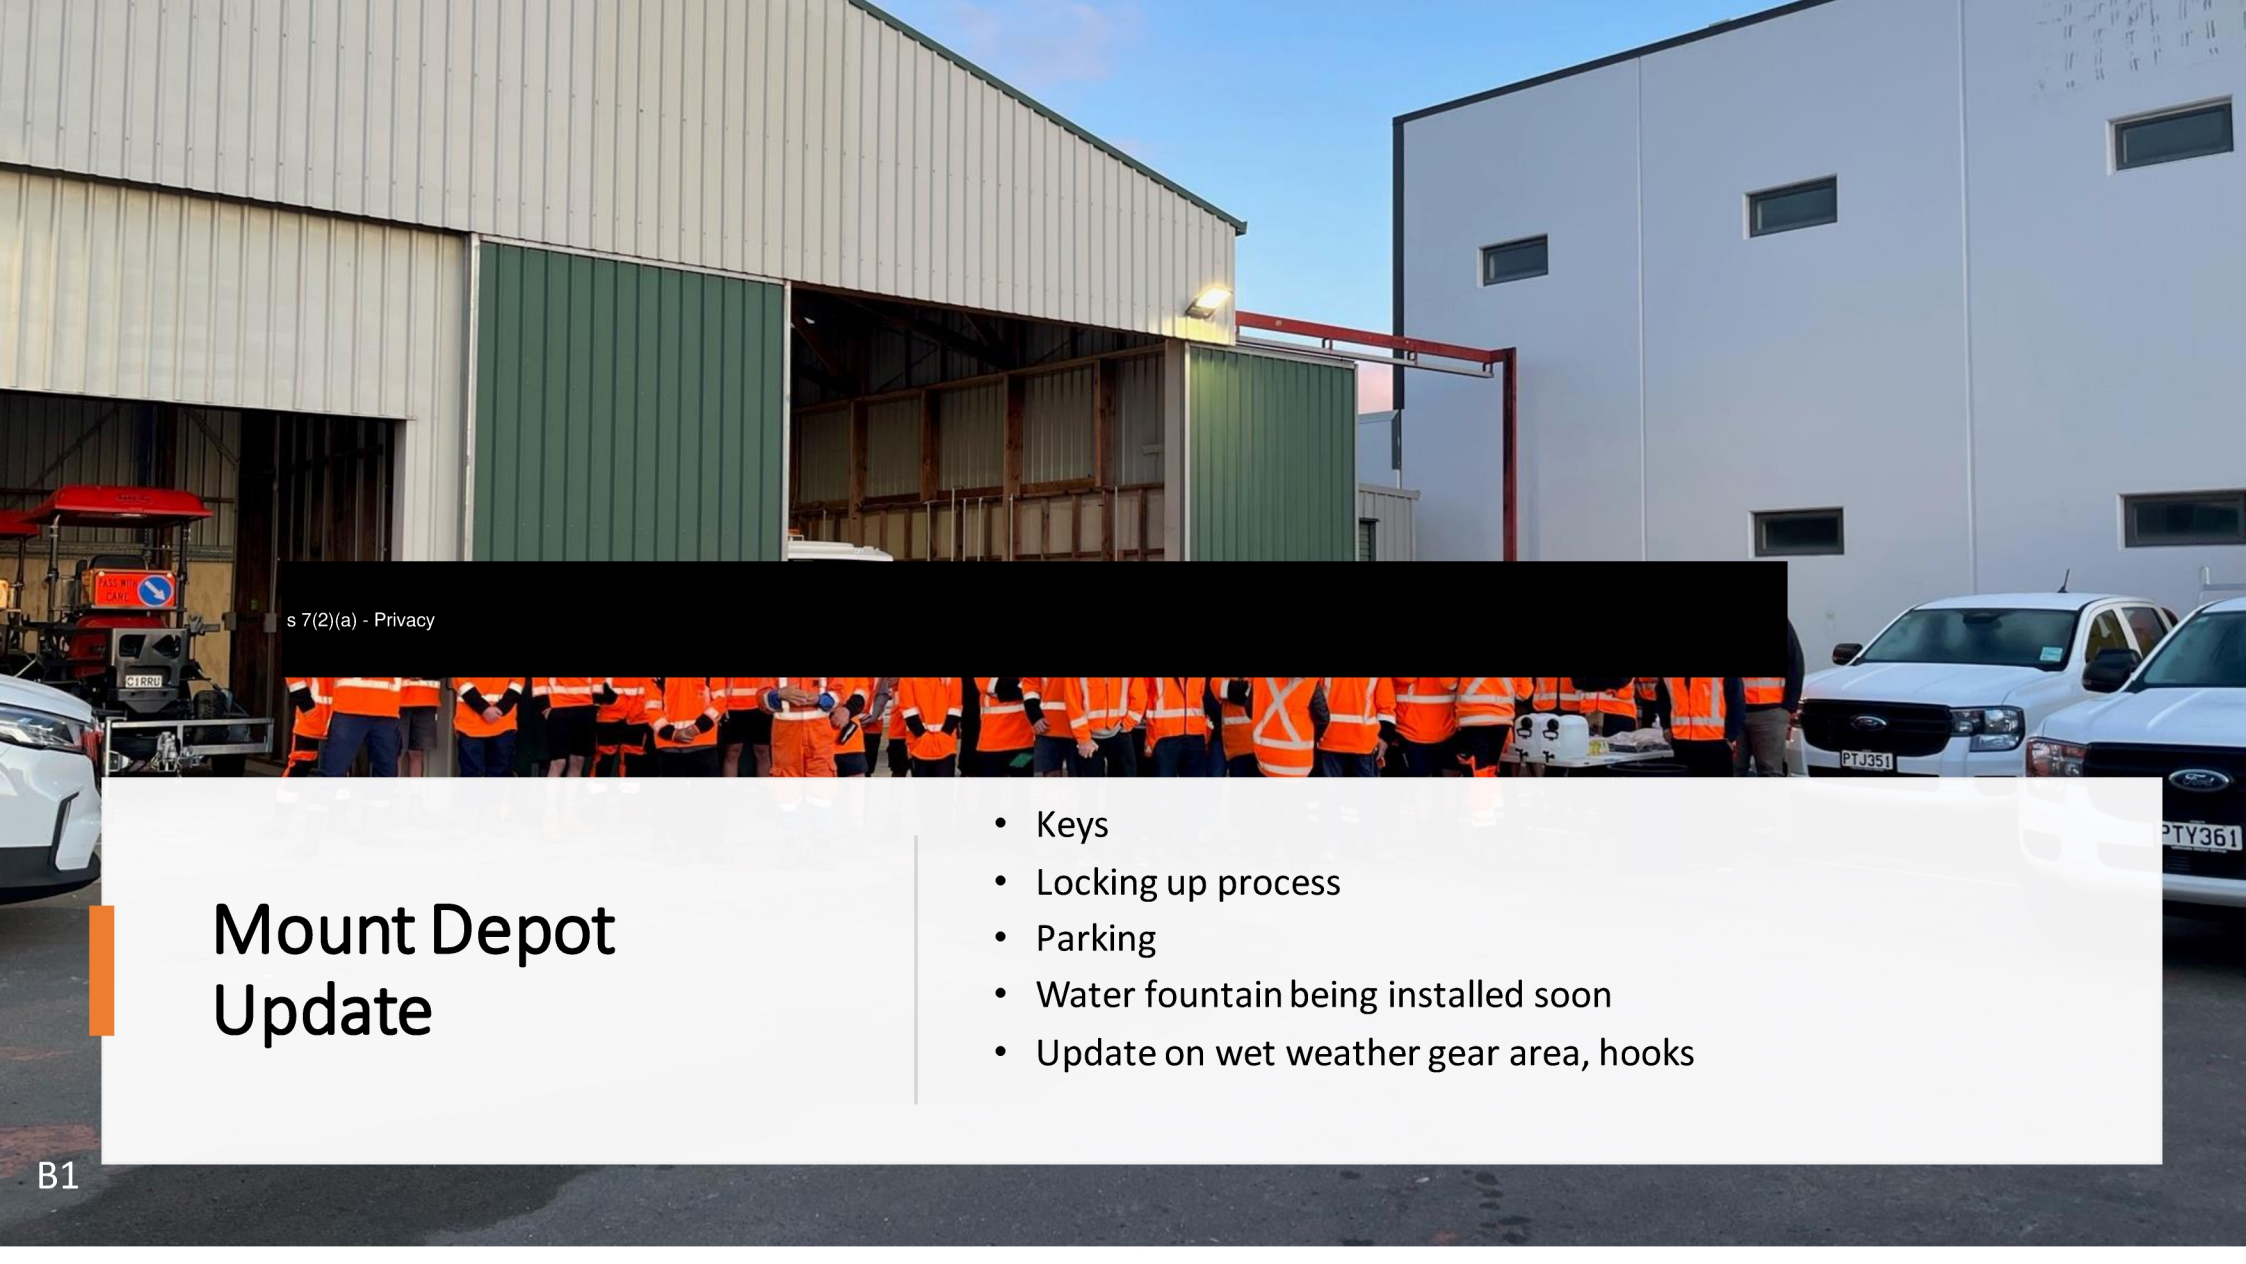 PASS WITH
CARE
C1RRU
s 7(2)(a) - Privacy
PTJ351
PTY361
Mount Depot
Update
• Keys
• Locking up process
• Parking
• Water fountain being installed soon
• Update on wet weather gear area, hooks
B1